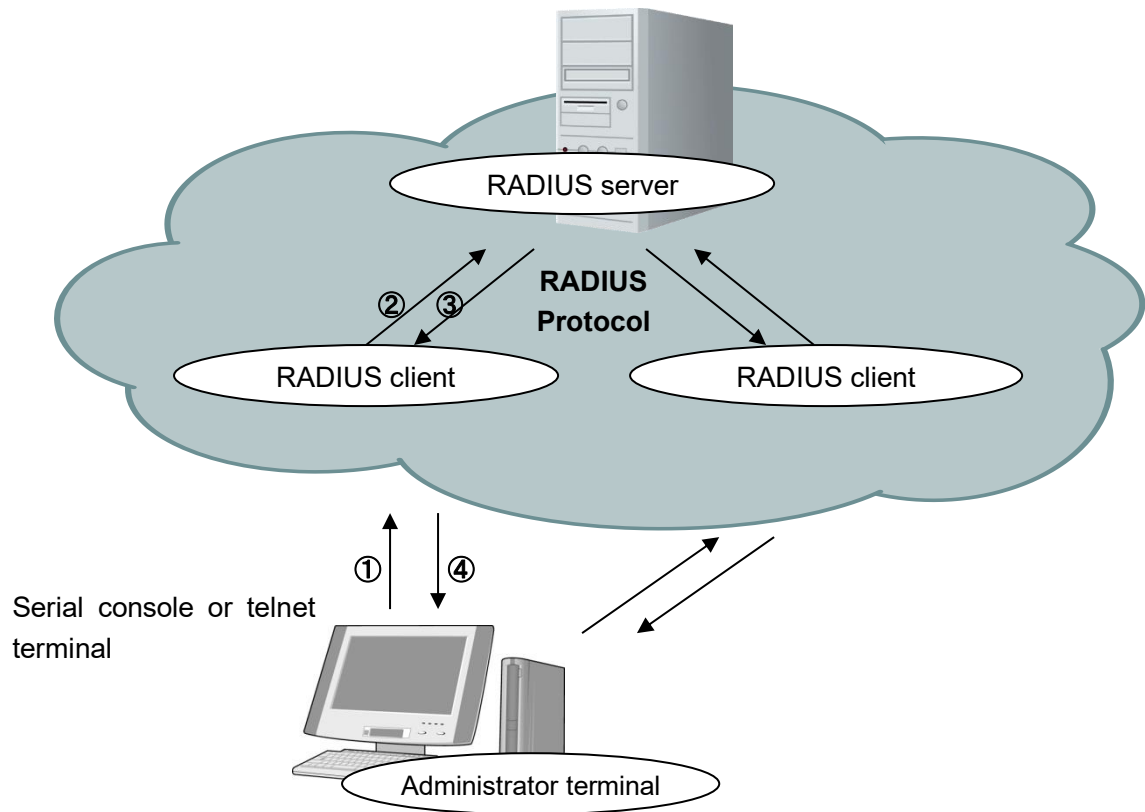 RADIUS server
RADIUS
Protocol
②
③
RADIUS client
RADIUS client
①
④
Serial console or telnet
terminal
Administrator terminal